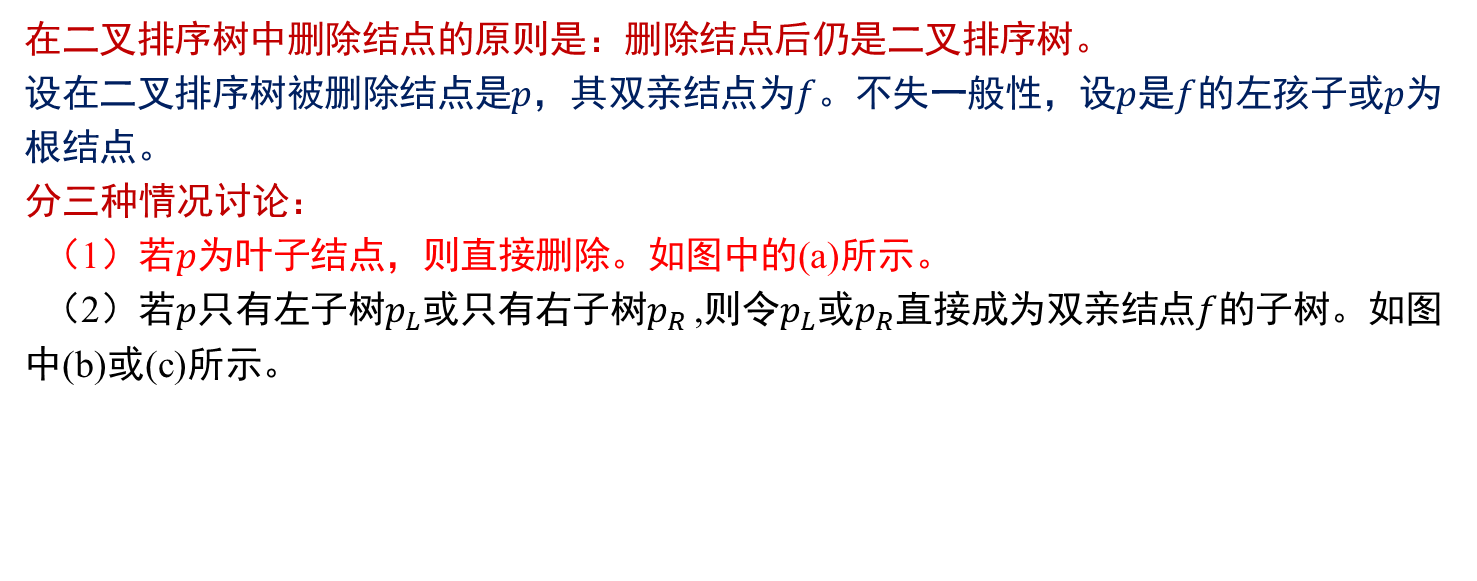 在二叉排序树中删除结点的原则是：删除结点后仍是二叉排序树。
设在二叉排序树被删除结点是p，其双亲结点为f。不失一般性，设p是f的左孩子或p为
根结点。
分三种情况讨论：
（1）若p为叶子结点，则直接删除。如图中的(a)所示。
（2）若p只有左子树p_L或只有右子树p_R ,则令p_L或p_R直接成为双亲结点f的子树。如图
中(b)或(c)所示。